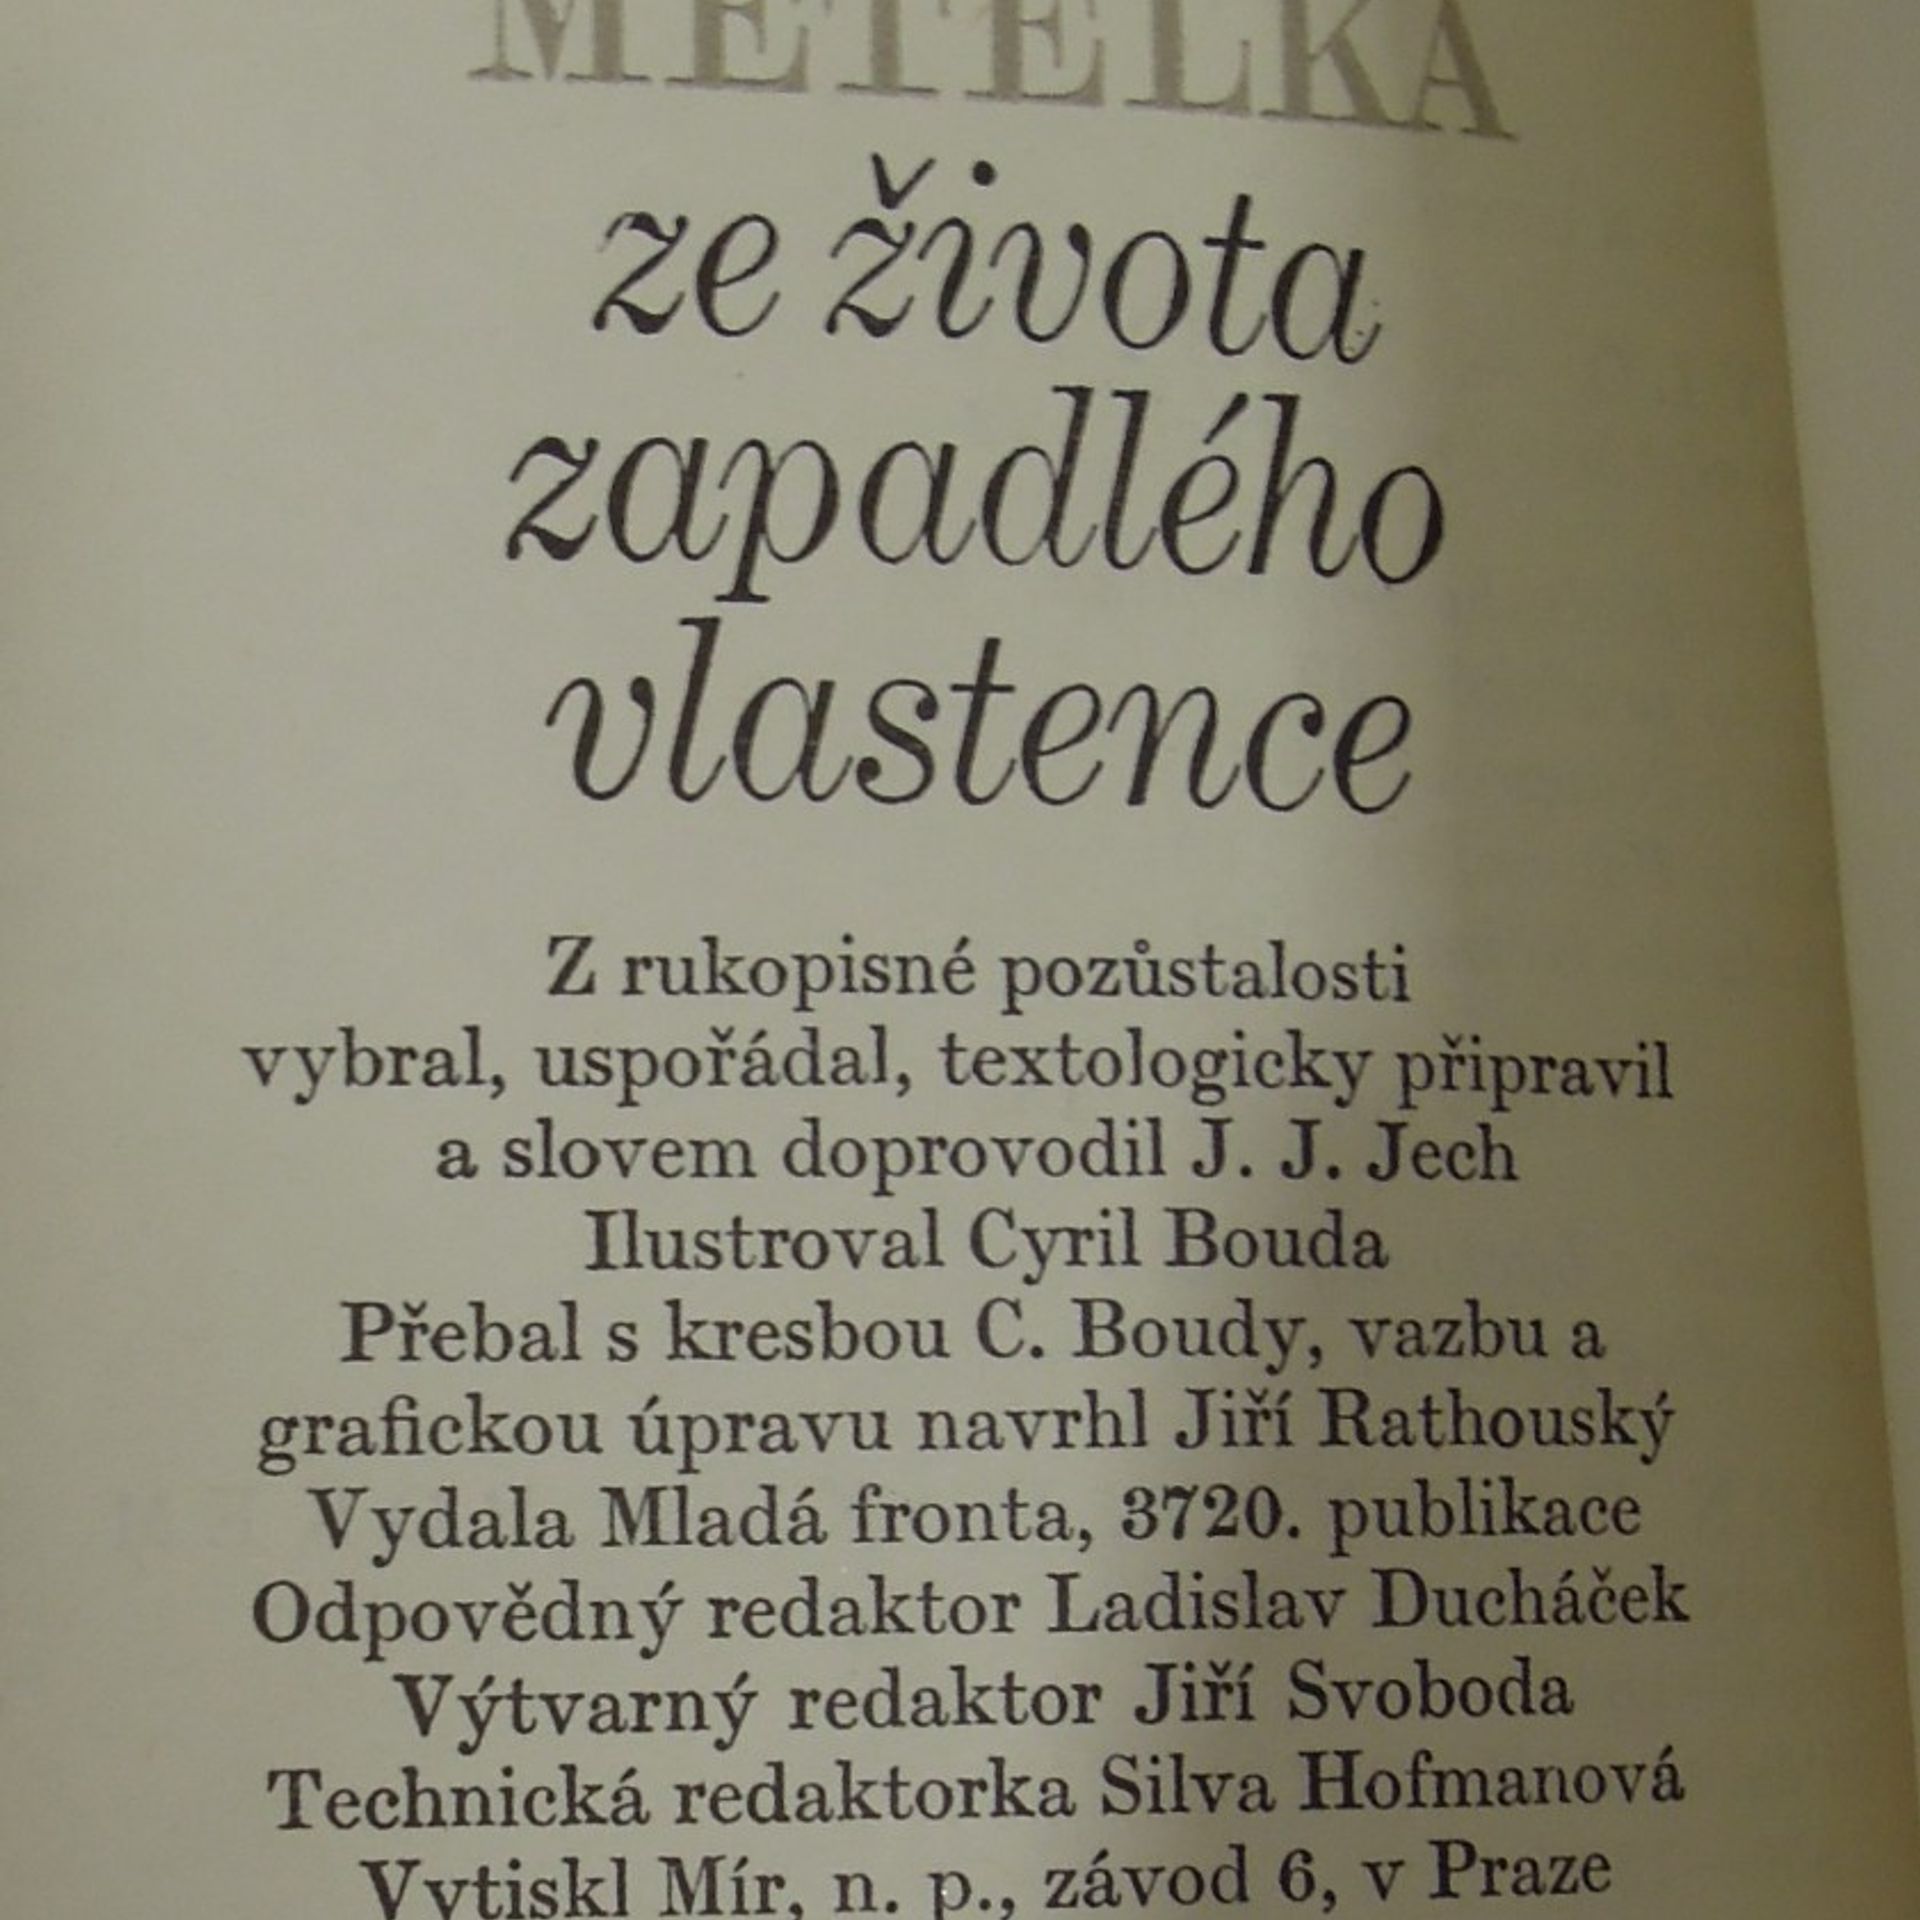 METELKA
ze života
zapadlého
vlastence
Z rukopisné pozůstalosti
vybral, uspořádal, textologicky připravil
a slovem doprovodil J. J. Jech
Ilustroval Cyril Bouda
Přebal s kresbou C. Boudy, vazbu a
grafickou úpravu navrhl Jiří Rathouský
Vydala Mladá fronta, 3720. publikace
Odpovědný redaktor Ladislav Ducháček
Výtvarný redaktor Jiří Svoboda
Technická redaktorka Silva Hofmanová
Vytiskl Mír, n. p., závod 6, v Praze